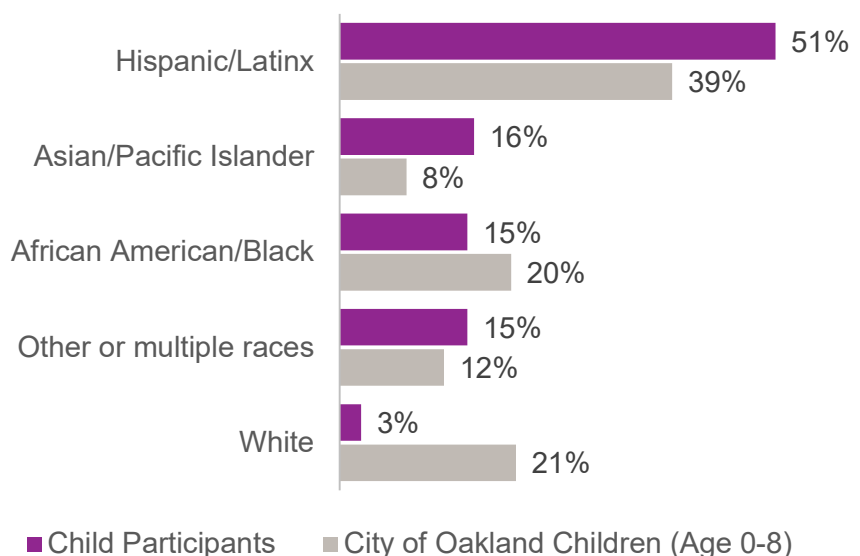 Hispanic/Latinx
51%
39%
Asian/Pacific Islander
16%
8%
African American/Black
15%
20%
Other or multiple races
15%
12%
White
3%
21%
Child Participants
City of Oakland Children (Age 0-8)